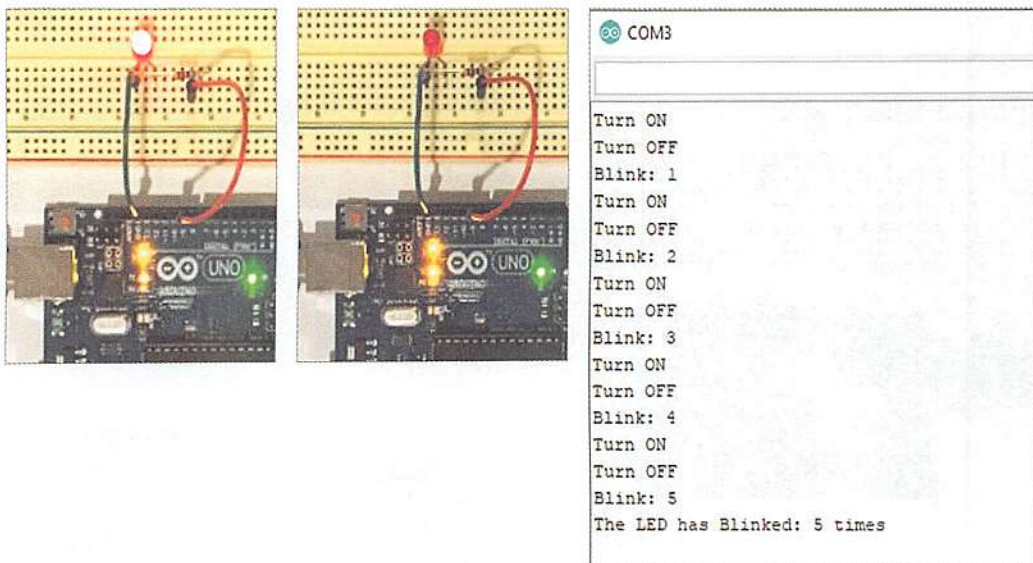 UNO
UNO
COM3
Turn ON
Turn OFF
Blink: 1
Turn ON
Turn OFF
Blink: 2
Turn ON
Turn OFF
Blink: 3
Turn ON
Turn OFF
Blink: 4
Turn ON
Turn OFF
Blink: 5
The LED has Blinked: 5 times